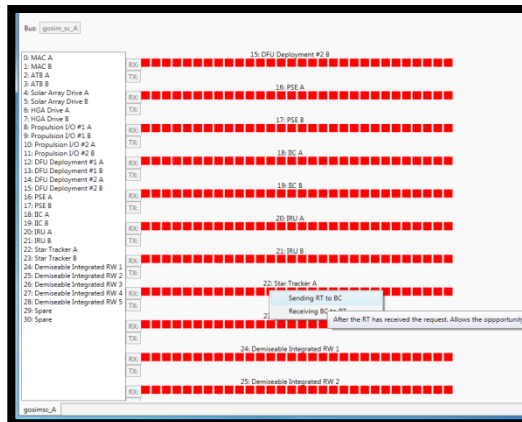 Bus: gosim_sc_A
0: MAC A
1: MAC B
2: ATB A
3: ATB B
4: Solar Array Drive A
5: Solar Array Drive B
6: HGA Drive A
7: HGA Drive B
8: Propulsion I/O #1 A
9: Propulsion I/O #1 B
10: Propulsion I/O #2 A
11: Propulsion I/O #2 B
12: DFU Deployment #1 A
13: DFU Deployment #1 B
14: DFU Deployment #2 A
15: DFU Deployment #2 B
16: PSE A
17: PSE B
18: IIC A
19: IIC B
20: IRU A
21: IRU B
22: Star Tracker A
23: Star Tracker B
24: Demiseable Integrated RW 1
25: Demiseable Integrated RW 2
26: Demiseable Integrated RW 3
27: Demiseable Integrated RW 4
28: Demiseable Integrated RW 5
29: Spare
30: Spare
15: DFU Deployment #2 B
RX:
TX:
16: PSE A
RX:
TX:
17: PSE B
RX:
TX:
18: IIC A
RX:
TX:
19: IIC B
RX:
TX:
20: IRU A
RX:
TX:
21: IRU B
RX:
TX:
22: Star Tracker A
RX:
TX:
Sending RT to BC
Receiving BC to RT
After the RT has received the request. Allows the oppportunity
RX:
TX:
24: Demiseable Integrated RW 1
RX:
TX:
25: Demiseable Integrated RW 2
RX:
gosimsc_A